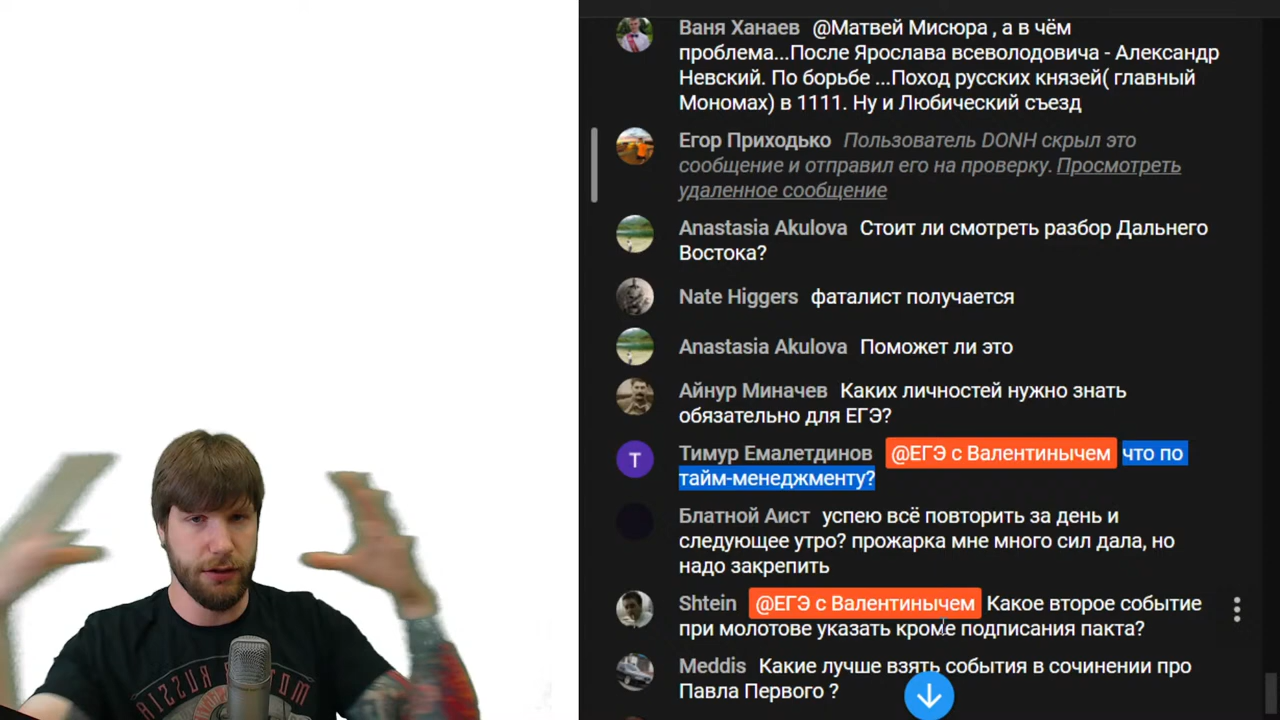 Ваня Ханаев @Матвей Мисюра , а в чём
проблема...После Ярослава всеволодовича - Александр
Невский. По борьбе ...Поход русских князей( главный
Мономах) в 1111. Ну и Любический съезд
Егор Приходько Пользователь DONH скрыл это
сообщение и отправил его на проверку. Просмотреть
удаленное сообщение
Anastasia Akulova Стоит ли смотреть разбор Дальнего
Востока?
Nate Higgers фаталист получается
Anastasia Akulova Поможет ли это
Айнур Миначев Каких личностей нужно знать
обязательно для ЕГЭ?
T
Тимур Емалетдинов @ЕГЭ с Валентинычем что по
тайм-менеджменту?
Блатной Аист успею всё повторить за день и
следующее утро? прожарка мне много сил дала, но
надо закрепить
Shtein @ЕГЭ с Валентинычем Какое второе событие
при молотове указать кроме подписания пакта?
Meddis Какие лучше взять события в сочинении про
Павла Первого ?